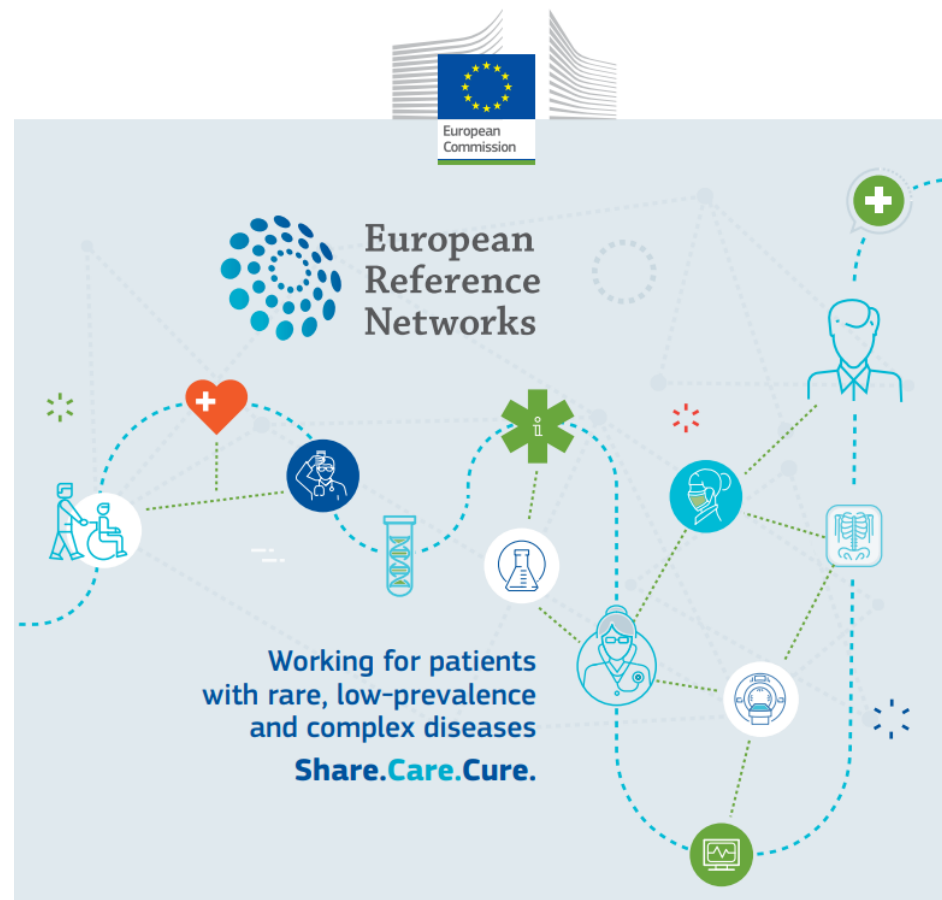 European
Commission
European
Reference
Networks
i
Working for patients
with rare, low-prevalence
and complex diseases
Share.Care.Cure.